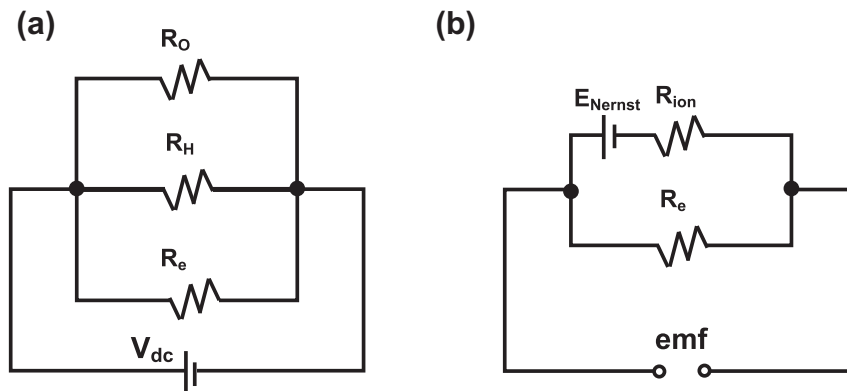 (a)
R_O
R_H
R_e
V_dc
(b)
E_Nernst R_ion
R_e
emf